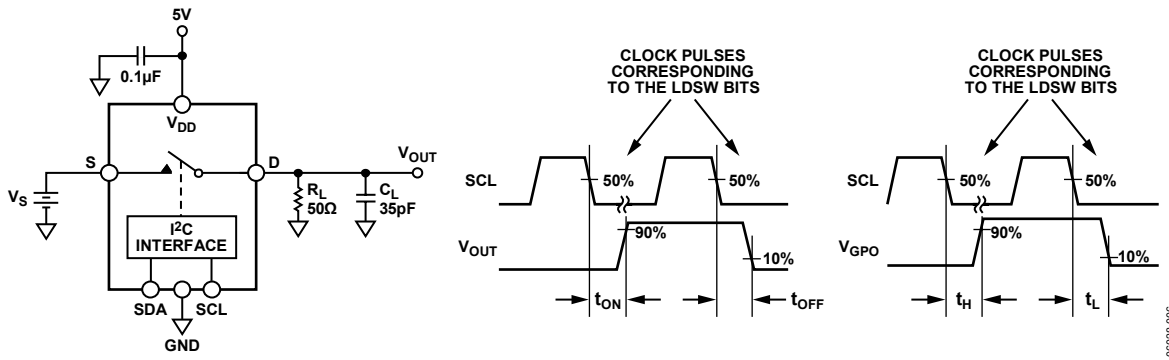 5V
0.1µF
VDD
S
D
VOUT
VS
RL
50Ω
CL
35pF
I2C
INTERFACE
SDA
SCL
GND
CLOCK PULSES
CORRESPONDING
TO THE LDSW BITS
SCL
50%
50%
VOUT
90%
10%
tON
tOFF
CLOCK PULSES
CORRESPONDING
TO THE LDSW BITS
SCL
50%
50%
VGPO
90%
10%
tH
tL